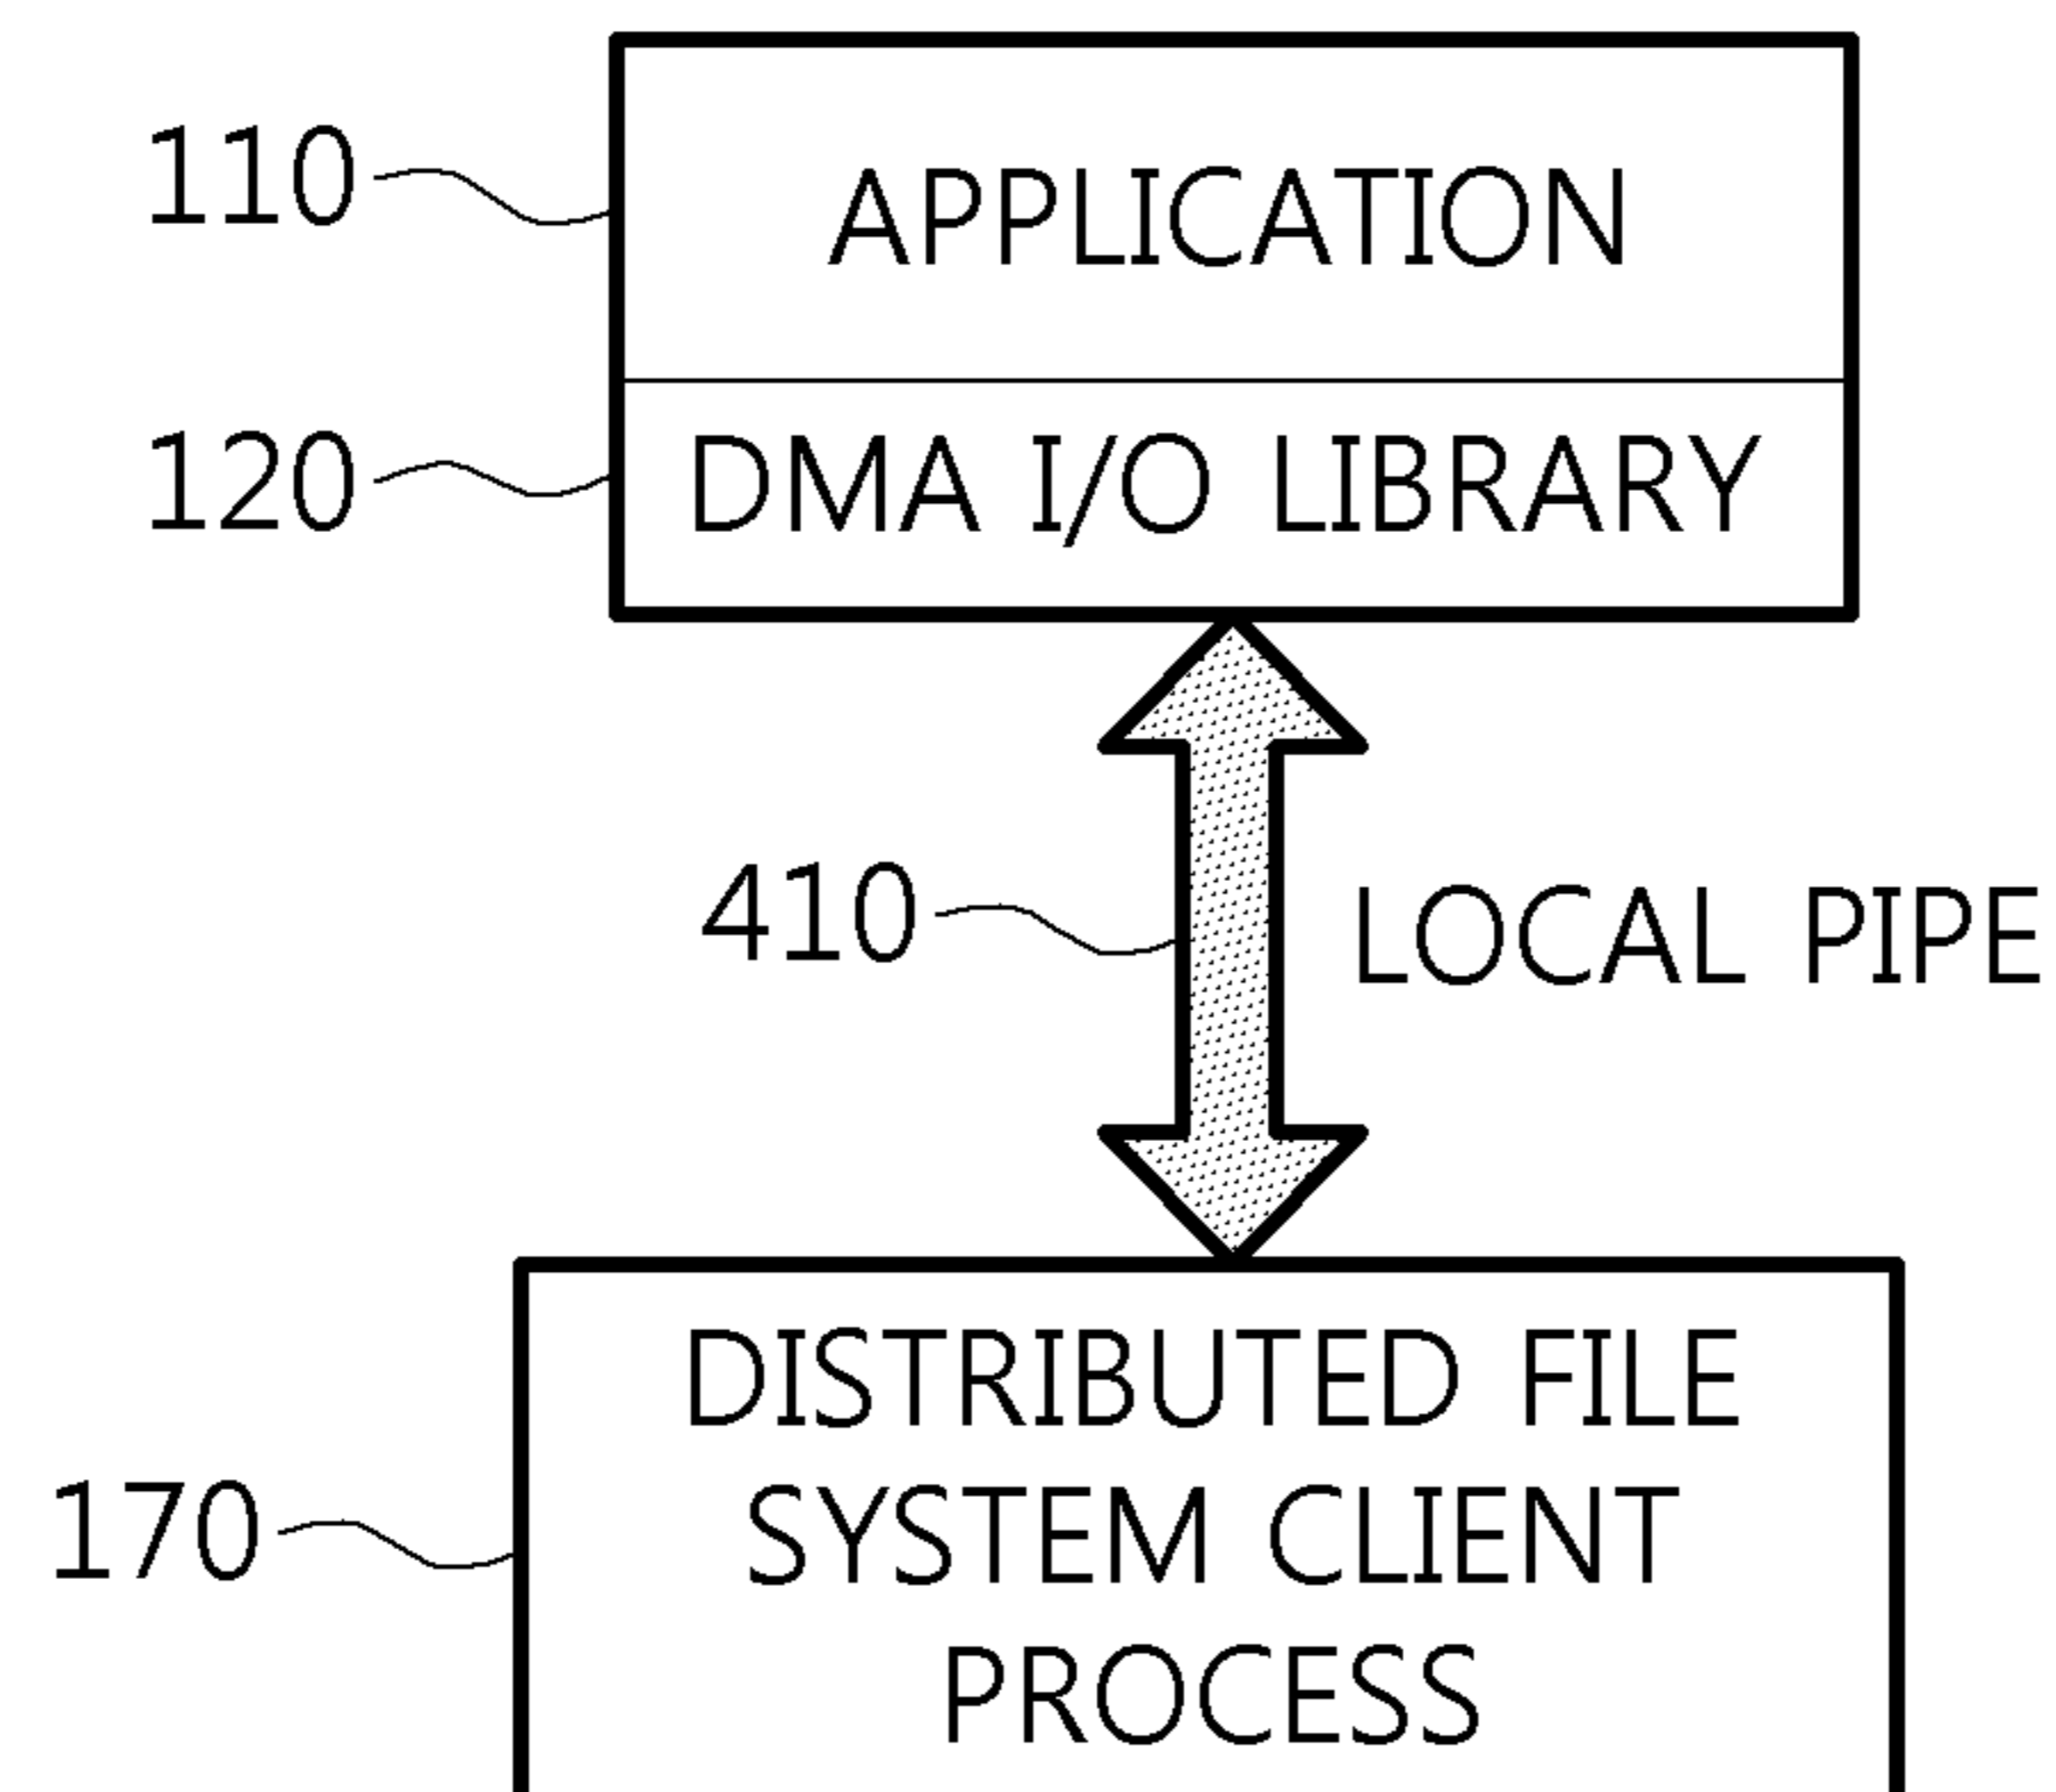 110
APPLICATION
120
DMA I/O LIBRARY
410
LOCAL PIPE
DISTRIBUTED FILE
170
SYSTEM CLIENT
PROCESS